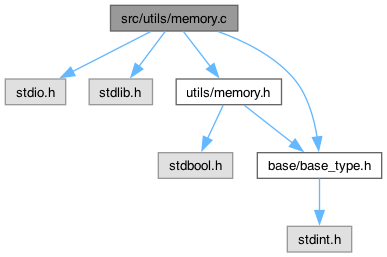 src/utils/memory.c
stdio.h
stdlib.h
utils/memory.h
stdbool.h
base/base_type.h
stdint.h